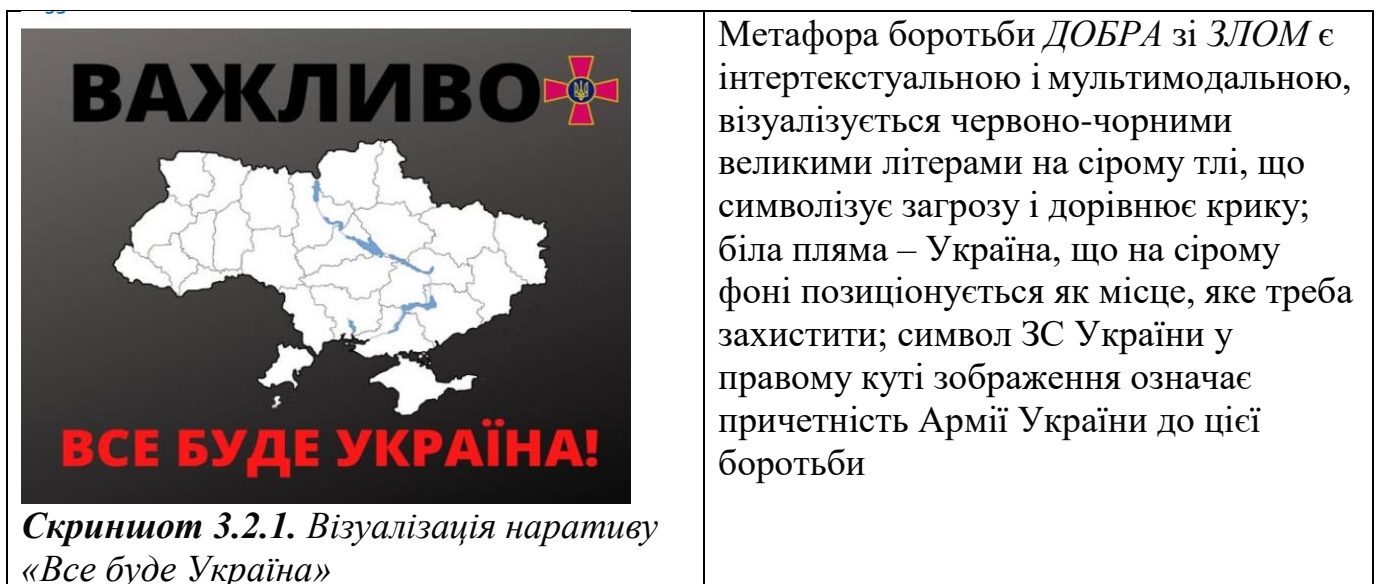 ВАЖЛИВО
ВСЕ БУДЕ УКРАЇНА!
Скриншот 3.2.1. Візуалізація наративу
«Все буде Україна»
Метафора боротьби ДОБРА зі ЗЛОМ є
інтертекстуальною і мультимодальною,
візуалізується червоно-чорними
великими літерами на сірому тлі, що
символізує загрозу і дорівнює крику;
біла пляма – Україна, що на сірому
фоні позиціонується як місце, яке треба
захистити; символ ЗС України у
правому куті зображення означає
причетність Армії України до цієї
боротьби